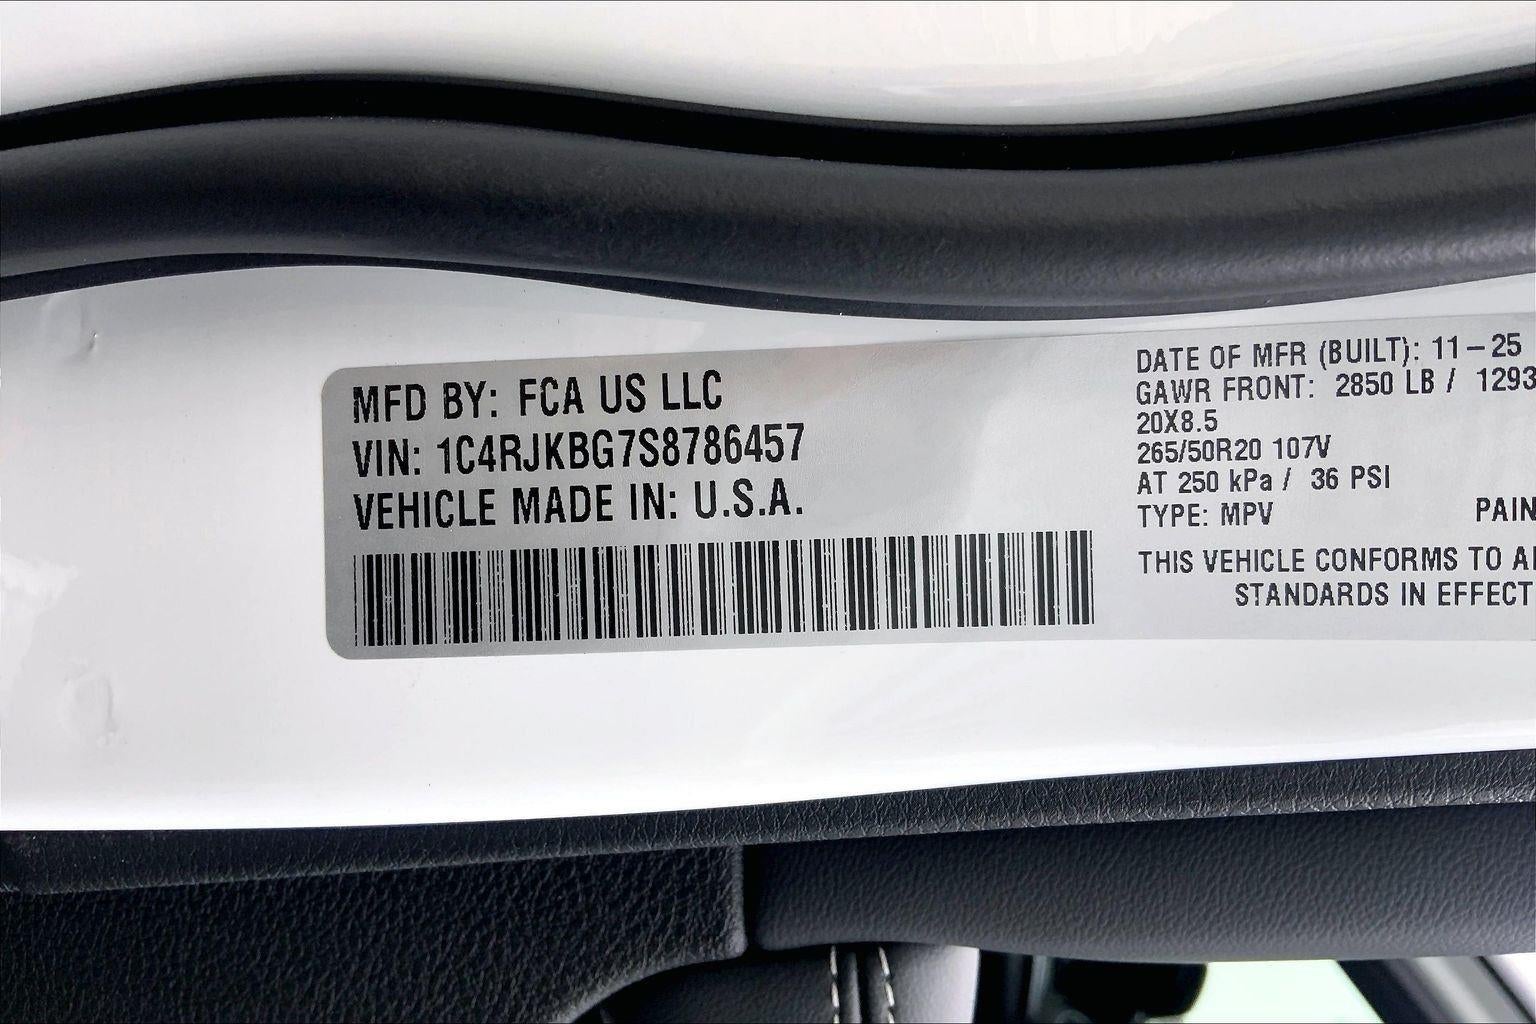 MFD BY: FCA US LLC
VIN: 1C4RJKBG7S8786457
VEHICLE MADE IN: U.S.A.
DATE OF MFR (BUILT): 11-25
GAWR FRONT: 2850 LB / 1293
20X8.5
265/50R20 107V
AT 250 kPa / 36 PSI
TYPE: MPV PAIN
THIS VEHICLE CONFORMS TO
STANDARDS IN EFFECT